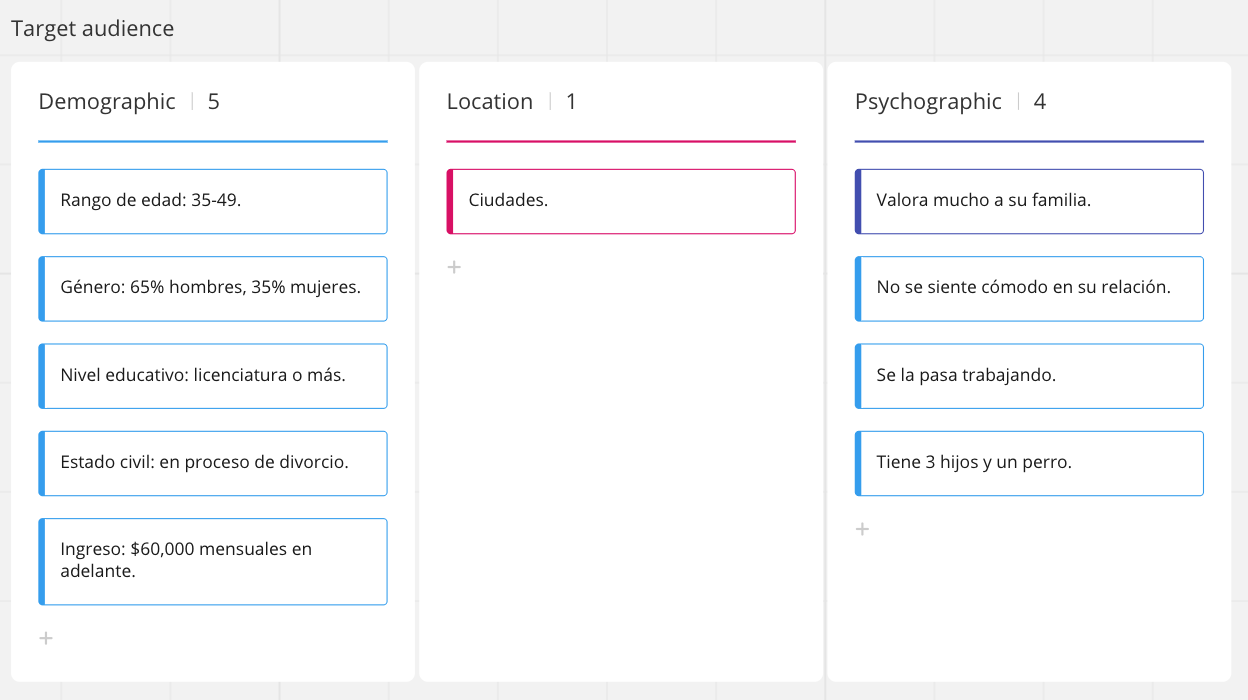 Target audience
Demographic | 5
Rango de edad: 35-49.
Género: 65% hombres, 35% mujeres.
Nivel educativo: licenciatura o más.
Estado civil: en proceso de divorcio.
Ingreso: $60,000 mensuales en
adelante.
+
Location | 1
Ciudades.
+
Psychographic | 4
Valora mucho a su familia.
No se siente cómodo en su relación.
Se la pasa trabajando.
Tiene 3 hijos y un perro.
+